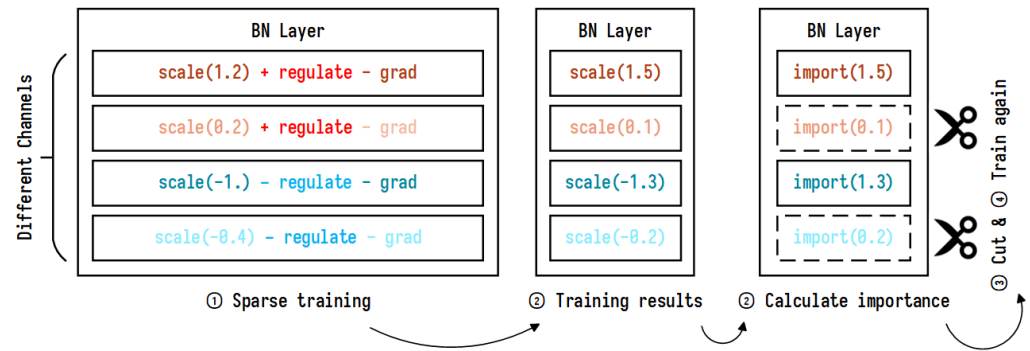 BN Layer
scale(1.2) + regulate - grad
scale(0.2) + regulate - grad
scale(-1.) - regulate - grad
scale(-0.4) - regulate - grad
Different Channels
① Sparse training
BN Layer
scale(1.5)
scale(0.1)
scale(-1.3)
scale(-0.2)
② Training results
BN Layer
import(1.5)
import(0.1)
import(1.3)
import(0.2)
② Calculate importance
③ Cut & ④ Train again